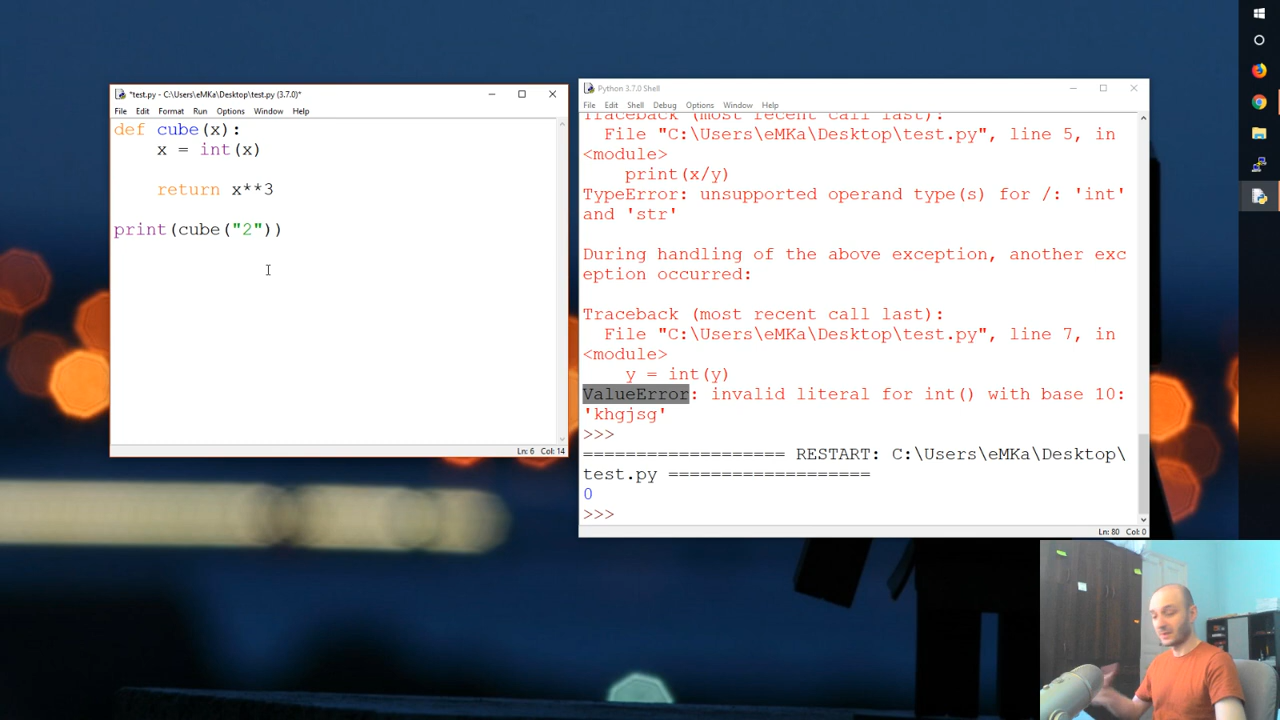 *test.py - C:\Users\eMKa\Desktop\test.py (3.7.0)*
File Edit Format Run Options Window Help
def cube(x):
    x = int(x)
    return x**3
print(cube("2"))
Ln: 6 Col: 14
Python 3.7.0 Shell
File Edit Shell Debug Options Window Help
Traceback (most recent call last):
  File "C:\Users\eMKa\Desktop\test.py", line 5, in
<module>
    print(x/y)
TypeError: unsupported operand type(s) for /: 'int'
and 'str'
During handling of the above exception, another exc
eption occurred:
Traceback (most recent call last):
  File "C:\Users\eMKa\Desktop\test.py", line 7, in
<module>
    y = int(y)
ValueError: invalid literal for int() with base 10:
'khgjsg'
>>>
=================== RESTART: C:\Users\eMKa\Desktop\
test.py ===================
0
>>>
Ln: 80 Col: 0